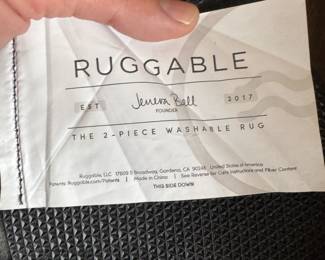 RUGGABLE
EST Jeneva Bell 2017
FOUNDER
THE 2-PIECE WASHABLE RUG
Ruggable, LLC 17809 S Broadway, Gardena, CA 90248 United States of America
Patents: Ruggable.com/Patents | Made in China | See Reverse for Care Instructions and Fiber Content
THIS SIDE DOWN